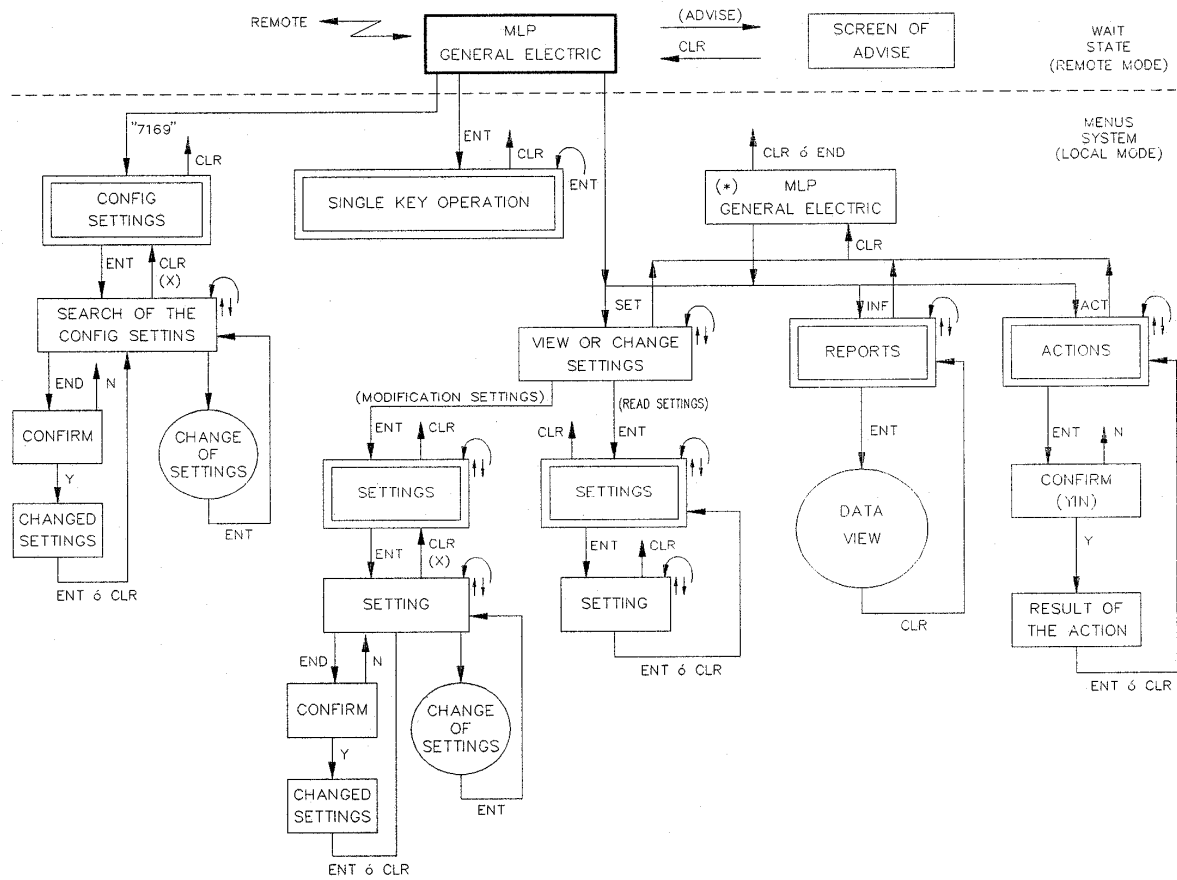 REMOTE
MLP
GENERAL ELECTRIC
(ADVISE)
CLR
SCREEN OF
ADVISE
WAIT
STATE
(REMOTE MODE)
"7169"
CLR
ENT
CLR
ENT
CLR ó END
MENUS
SYSTEM
(LOCAL MODE)
CONFIG
SETTINGS
SINGLE KEY OPERATION
(*) MLP
GENERAL ELECTRIC
CLR
ENT
CLR
(X)
SEARCH OF THE
CONFIG SETTINS
SET
INF
ACT
VIEW OR CHANGE
SETTINGS
REPORTS
ACTIONS
END
N
CONFIRM
CHANGE
OF
SETTINGS
Y
CHANGED
SETTINGS
ENT
ENT ó CLR
(MODIFICATION SETTINGS)
(READ SETTINGS)
ENT
CLR
CLR
ENT
ENT
ENT
N
SETTINGS
SETTINGS
CONFIRM
(YIN)
DATA
VIEW
ENT
CLR
(X)
ENT
CLR
Y
SETTING
SETTING
RESULT OF
THE ACTION
CLR
END
N
ENT ó CLR
ENT ó CLR
CONFIRM
CHANGE
OF
SETTINGS
Y
CHANGED
SETTINGS
ENT
ENT ó CLR